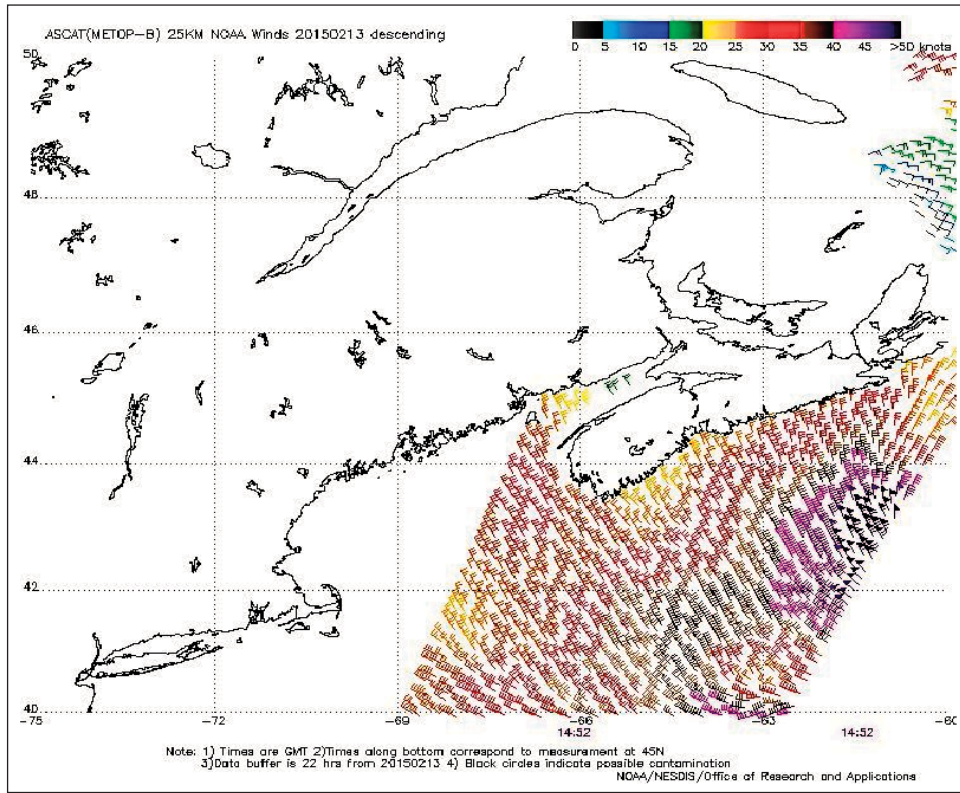 ASCAT(METOP-B) 25KM NOAA Winds 20150213 descending
0 5 10 15 20 25 30 35 40 45 >50 knots
50
48
46
44
42
40
-75 -72 -69 -66 -63 -60
14:52 14:52
Note: 1) Times are GMT 2)Times along bottom correspond to measurement at 45N
3)Data buffer is 22 hrs from 20150213 4) Black circles indicate possible contamination
NOAA/NESDIS/Office of Research and Applications